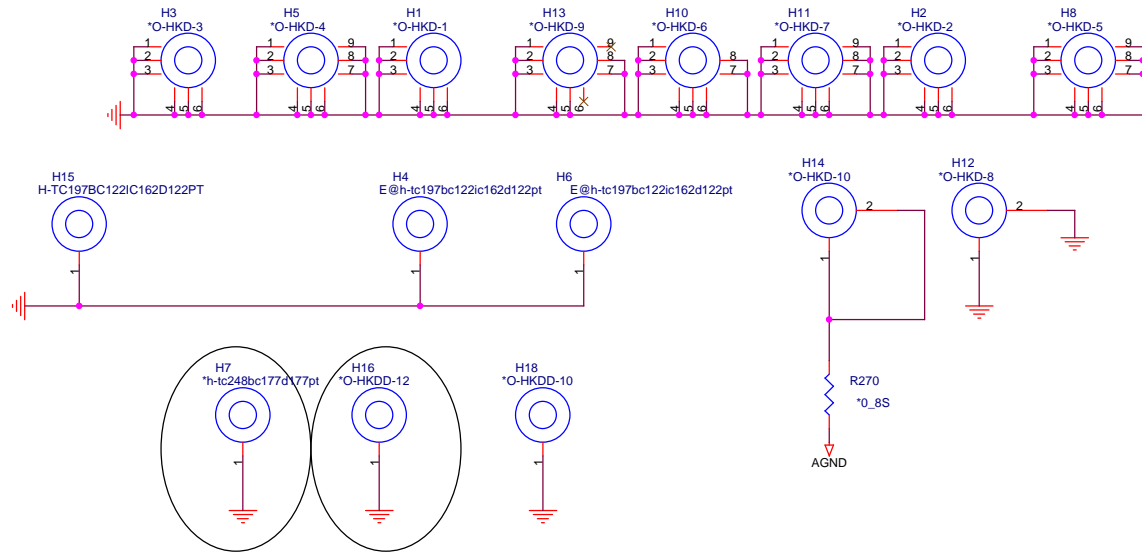 H3 H5 H1 H13 H10 H11 H2 H8
*O-HKD-3 *O-HKD-4 *O-HKD-1 *O-HKD-9 *O-HKD-6 *O-HKD-7 *O-HKD-2 *O-HKD-5
1 1 9 1 1 9 1 1 9 1 1 9
2 2 8 2 2 8 2 8 2 8 2 2 8
3 3 7 3 3 7 3 7 3 7 3 3 7
4 5 6 4 5 6 4 5 6 4 5 6 4 5 6 4 5 6 4 5 6 4 5 6
H15 H4 H6 H14 H12
H-TC197BC122IC162D122PT E@h-tc197bc122ic162d122pt E@h-tc197bc122ic162d122pt *O-HKD-10 *O-HKD-8
2 2
1 1 1 1 1
H7 H16 H18
*h-tc248bc177d177pt *O-HKDD-12 *O-HKDD-10
R270
*0_8S
1 1 1
AGND